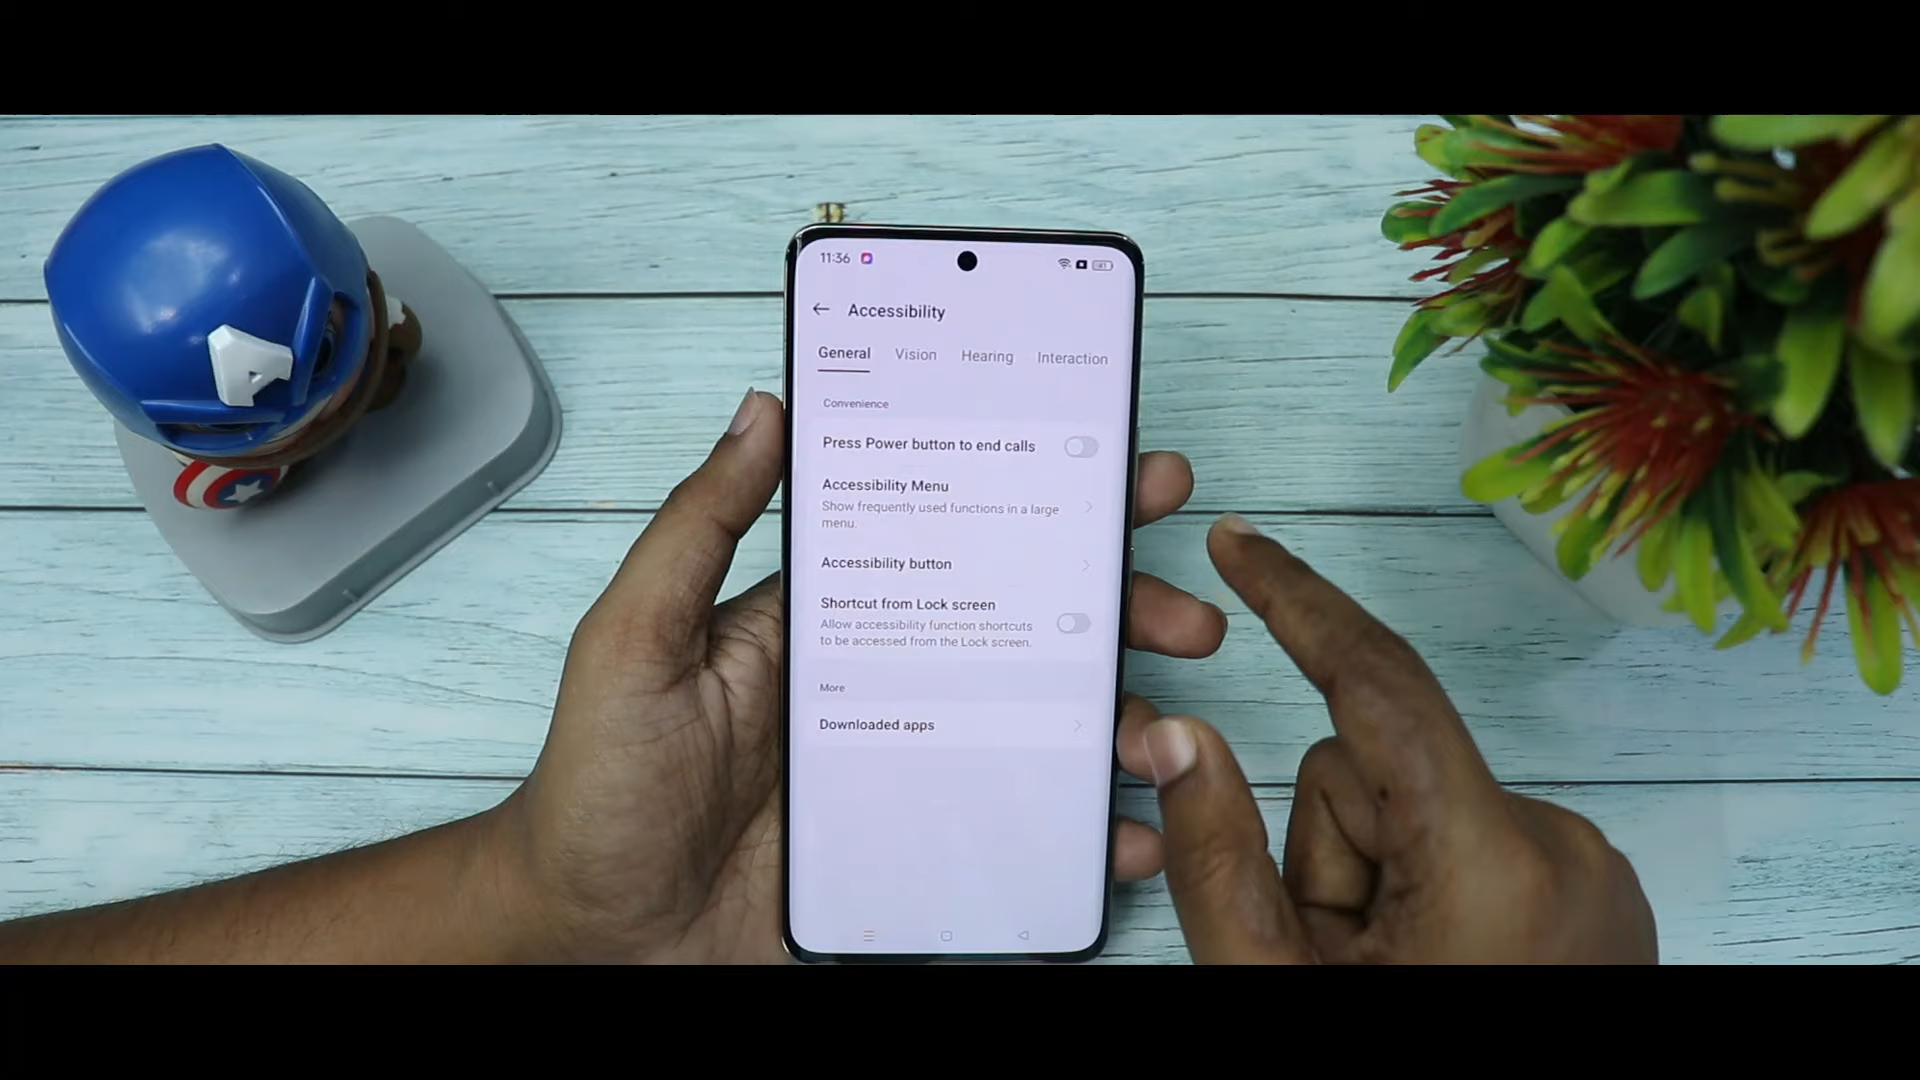 11:36
Accessibility
General Vision Hearing Interaction
Convenience
Press Power button to end calls
Accessibility Menu
Show frequently used functions in a large
menu.
Accessibility button
Shortcut from Lock screen
Allow accessibility function shortcuts
to be accessed from the Lock screen.
More
Downloaded apps
A